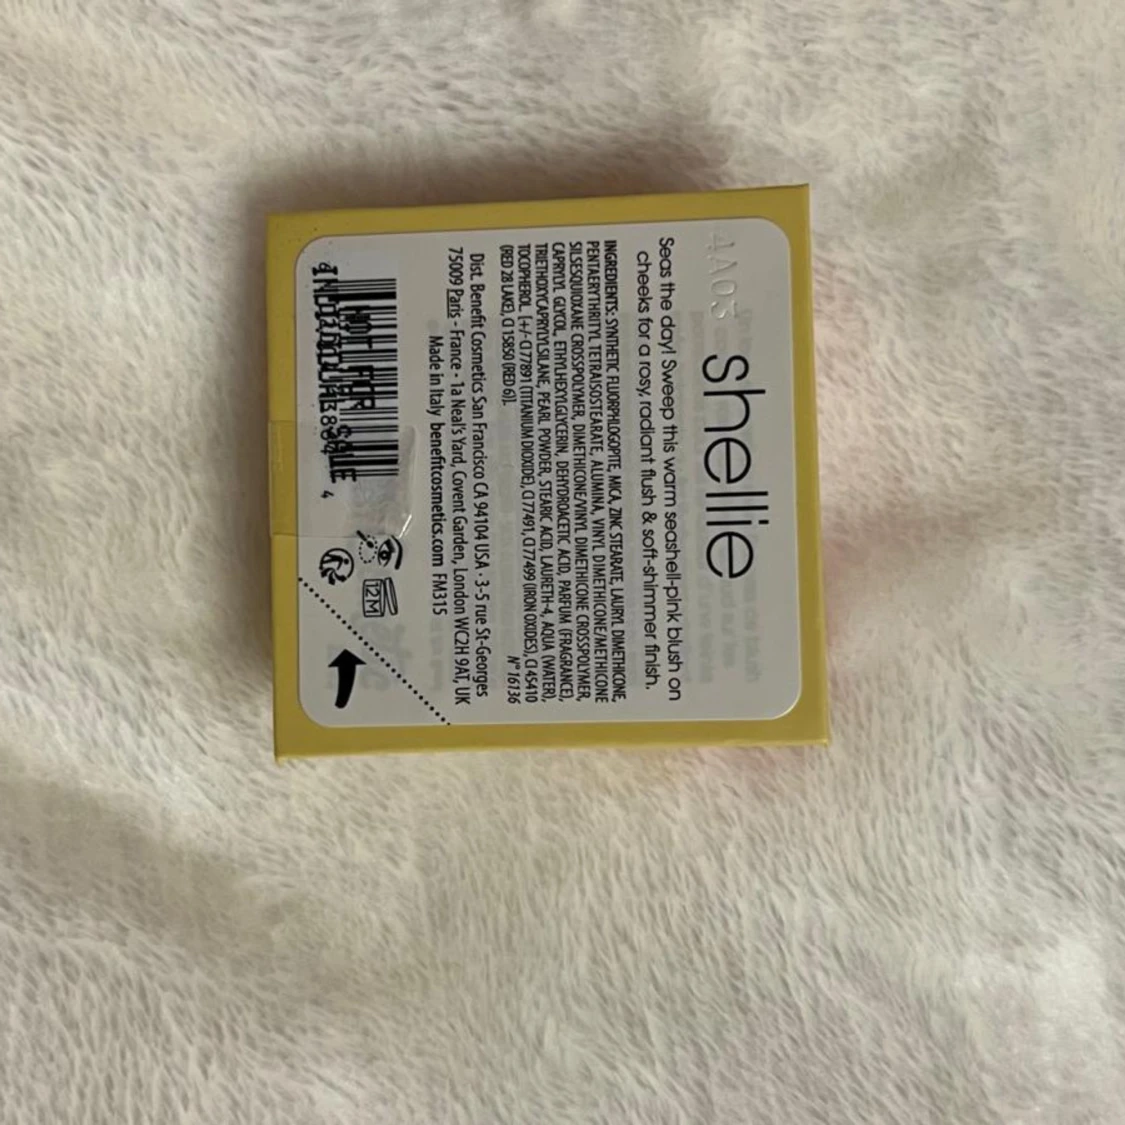 4A03
shellie
Seas the day! Sweep this warm seashell-pink blush on
cheeks for a rosy, radiant flush & soft-shimmer finish.
INGREDIENTS: SYNTHETIC FLUORPHLOGOPITE, MICA, ZINC STEARATE, LAURYL DIMETHICONE,
PENTAERYTHRITYL TETRAISOSTEARATE, ALUMINA, VINYL DIMETHICONE/METHICONE
SILSESQUIOXANE CROSSPOLYMER, DIMETHICONE/VINYL DIMETHICONE CROSSPOLYMER,
CAPRYLYL GLYCOL, ETHYLHEXYLGLYCERIN, DEHYDROACETIC ACID, PARFUM (FRAGRANCE),
TRIETHOXYCAPRYLYLSILANE, PEARL POWDER, STEARIC ACID, LAURETH-4, AQUA (WATER),
TOCOPHEROL. [+/- CI 77891 (TITANIUM DIOXIDE), CI 77491, CI 77499 (IRON OXIDES), CI 45410
(RED 28 LAKE), CI 15850 (RED 6)]. N° 16136
Dist. Benefit Cosmetics San Francisco CA 94104 USA · 3-5 rue St-Georges
75009 Paris - France · 1a Neal's Yard, Covent Garden, London WC2H 9AT, UK
Made in Italy benefitcosmetics.com FM315
12M
NOT FOR
4